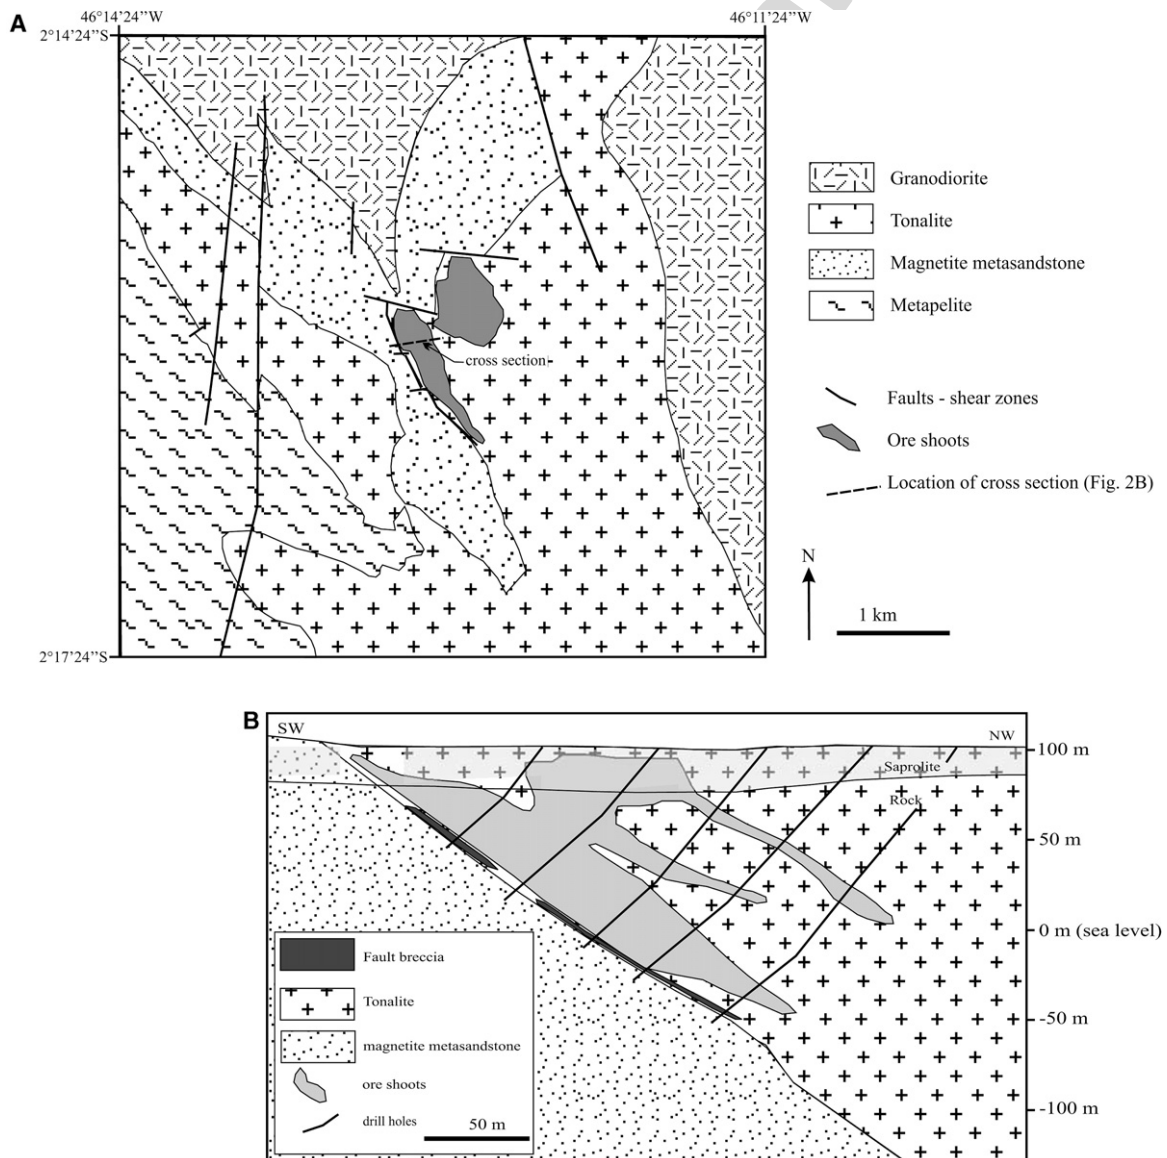 A
46°14'24''W
46°11'24''W
2°14'24''S
cross section
2°17'24''S
Granodiorite
Tonalite
Magnetite metasandstone
Metapelite
Faults - shear zones
Ore shoots
Location of cross section (Fig. 2B)
N
1 km
B
SW
NW
Saprolite
Rock
100 m
50 m
0 m (sea level)
-50 m
-100 m
Fault breccia
Tonalite
magnetite metasandstone
ore shoots
drill holes
50 m